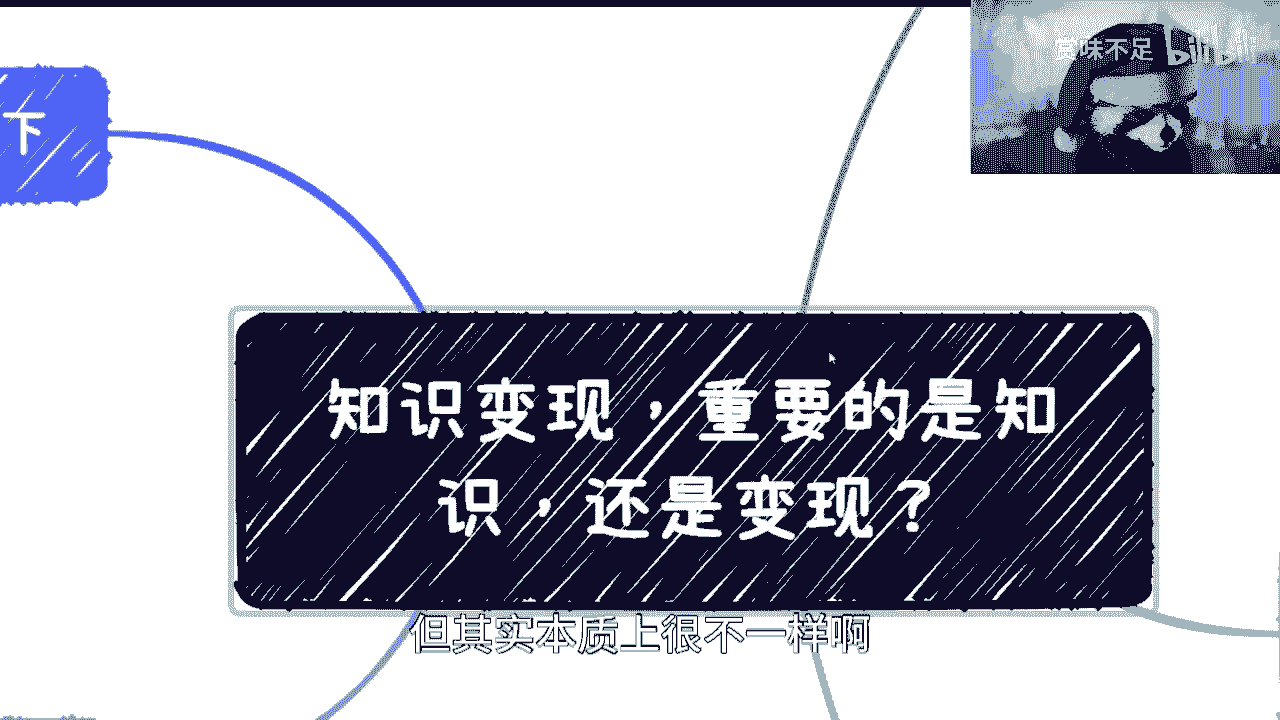 赏味不足 bilibili
下
知识变现，重要的是知
识，还是变现？
但其实本质上很不一样啊